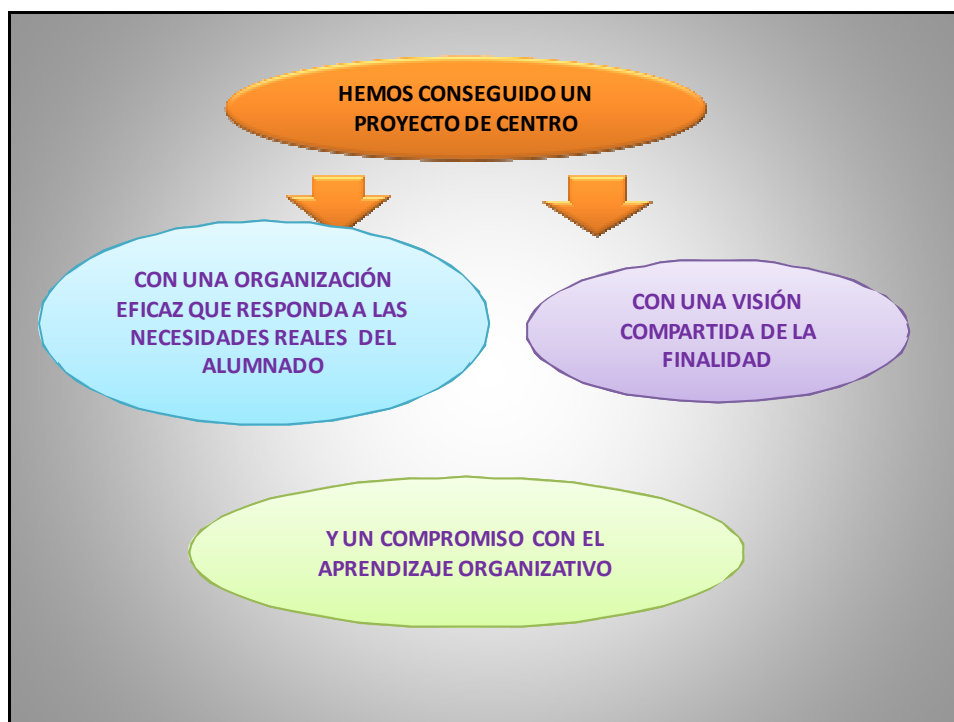 HEMOS CONSEGUIDO UN
PROYECTO DE CENTRO
CON UNA ORGANIZACIÓN
EFICAZ QUE RESPONDA A LAS
NECESIDADES REALES DEL
ALUMNADO
CON UNA VISIÓN
COMPARTIDA DE LA
FINALIDAD
Y UN COMPROMISO CON EL
APRENDIZAJE ORGANIZATIVO